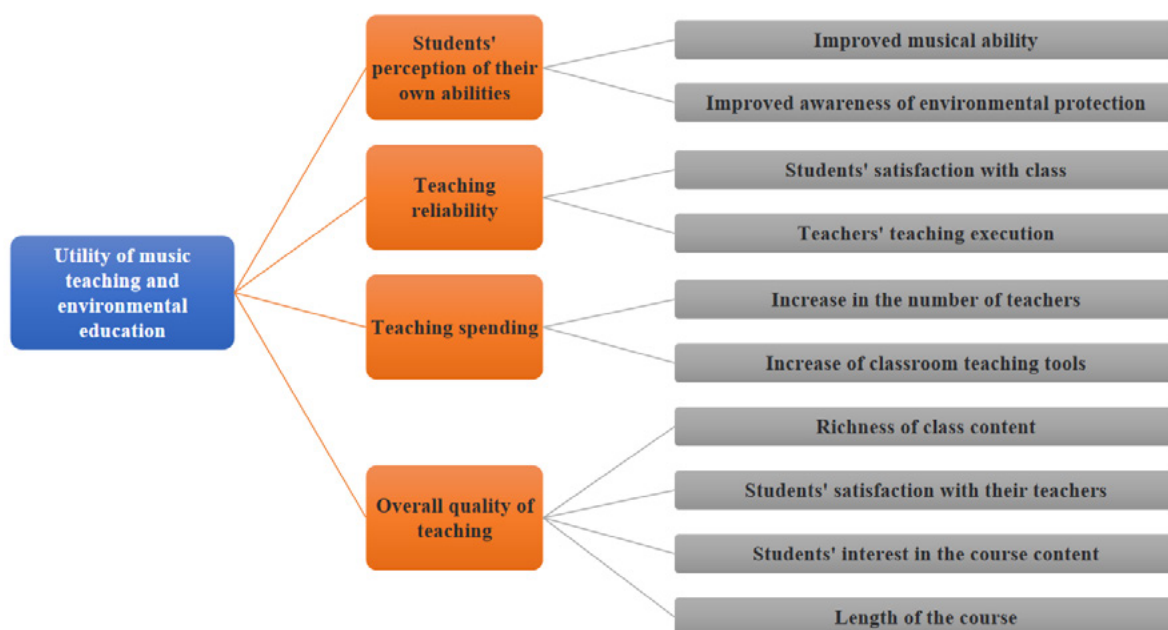 Utility of music
teaching and
environmental
education
Students'
perception of their
own abilities
Improved musical ability
Improved awareness of environmental protection
Teaching
reliability
Students' satisfaction with class
Teachers' teaching execution
Teaching spending
Increase in the number of teachers
Increase of classroom teaching tools
Overall quality of
teaching
Richness of class content
Students' satisfaction with their teachers
Students' interest in the course content
Length of the course